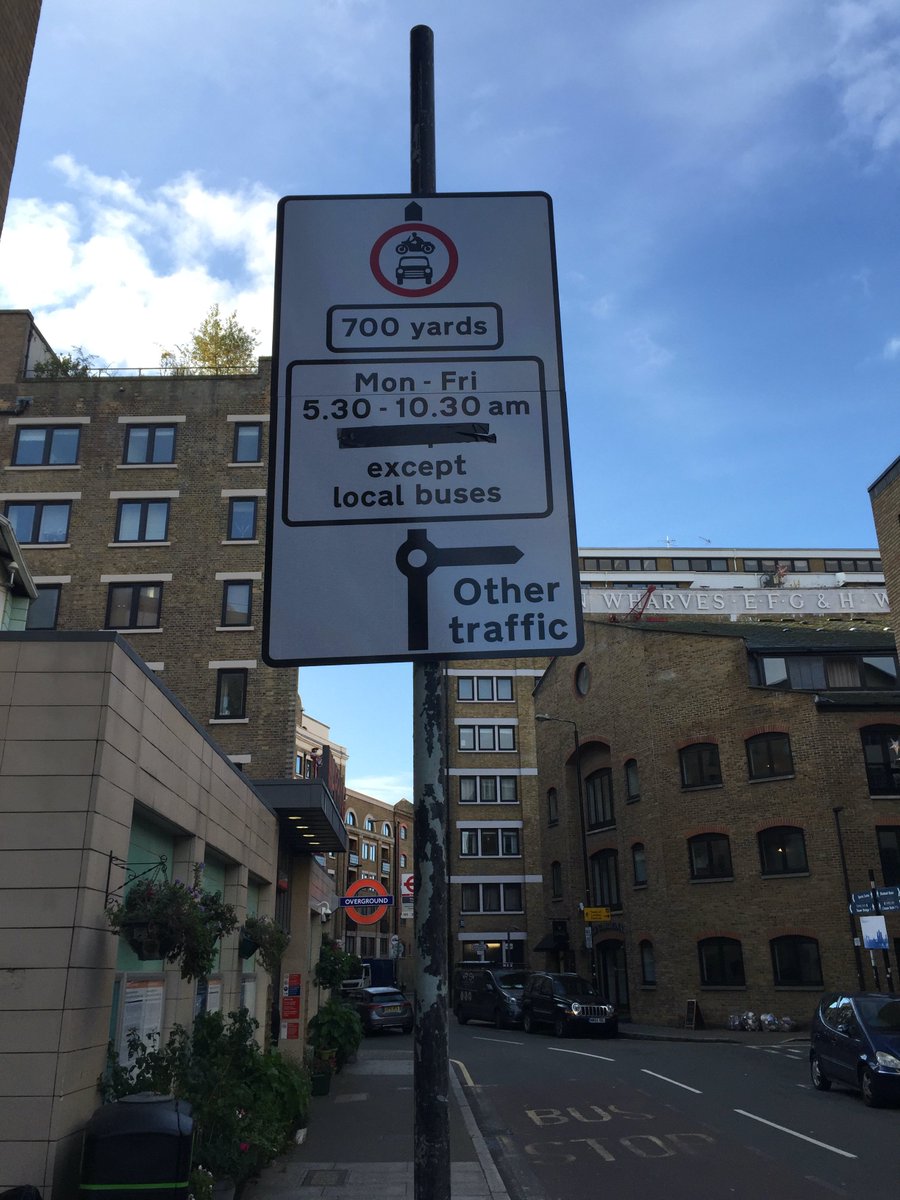 700 yards
Mon - Fri
5.30 - 10.30 am
except
local buses
Other
traffic
WHARVES E.F.G & H
OVERGROUND
BUS
STOP